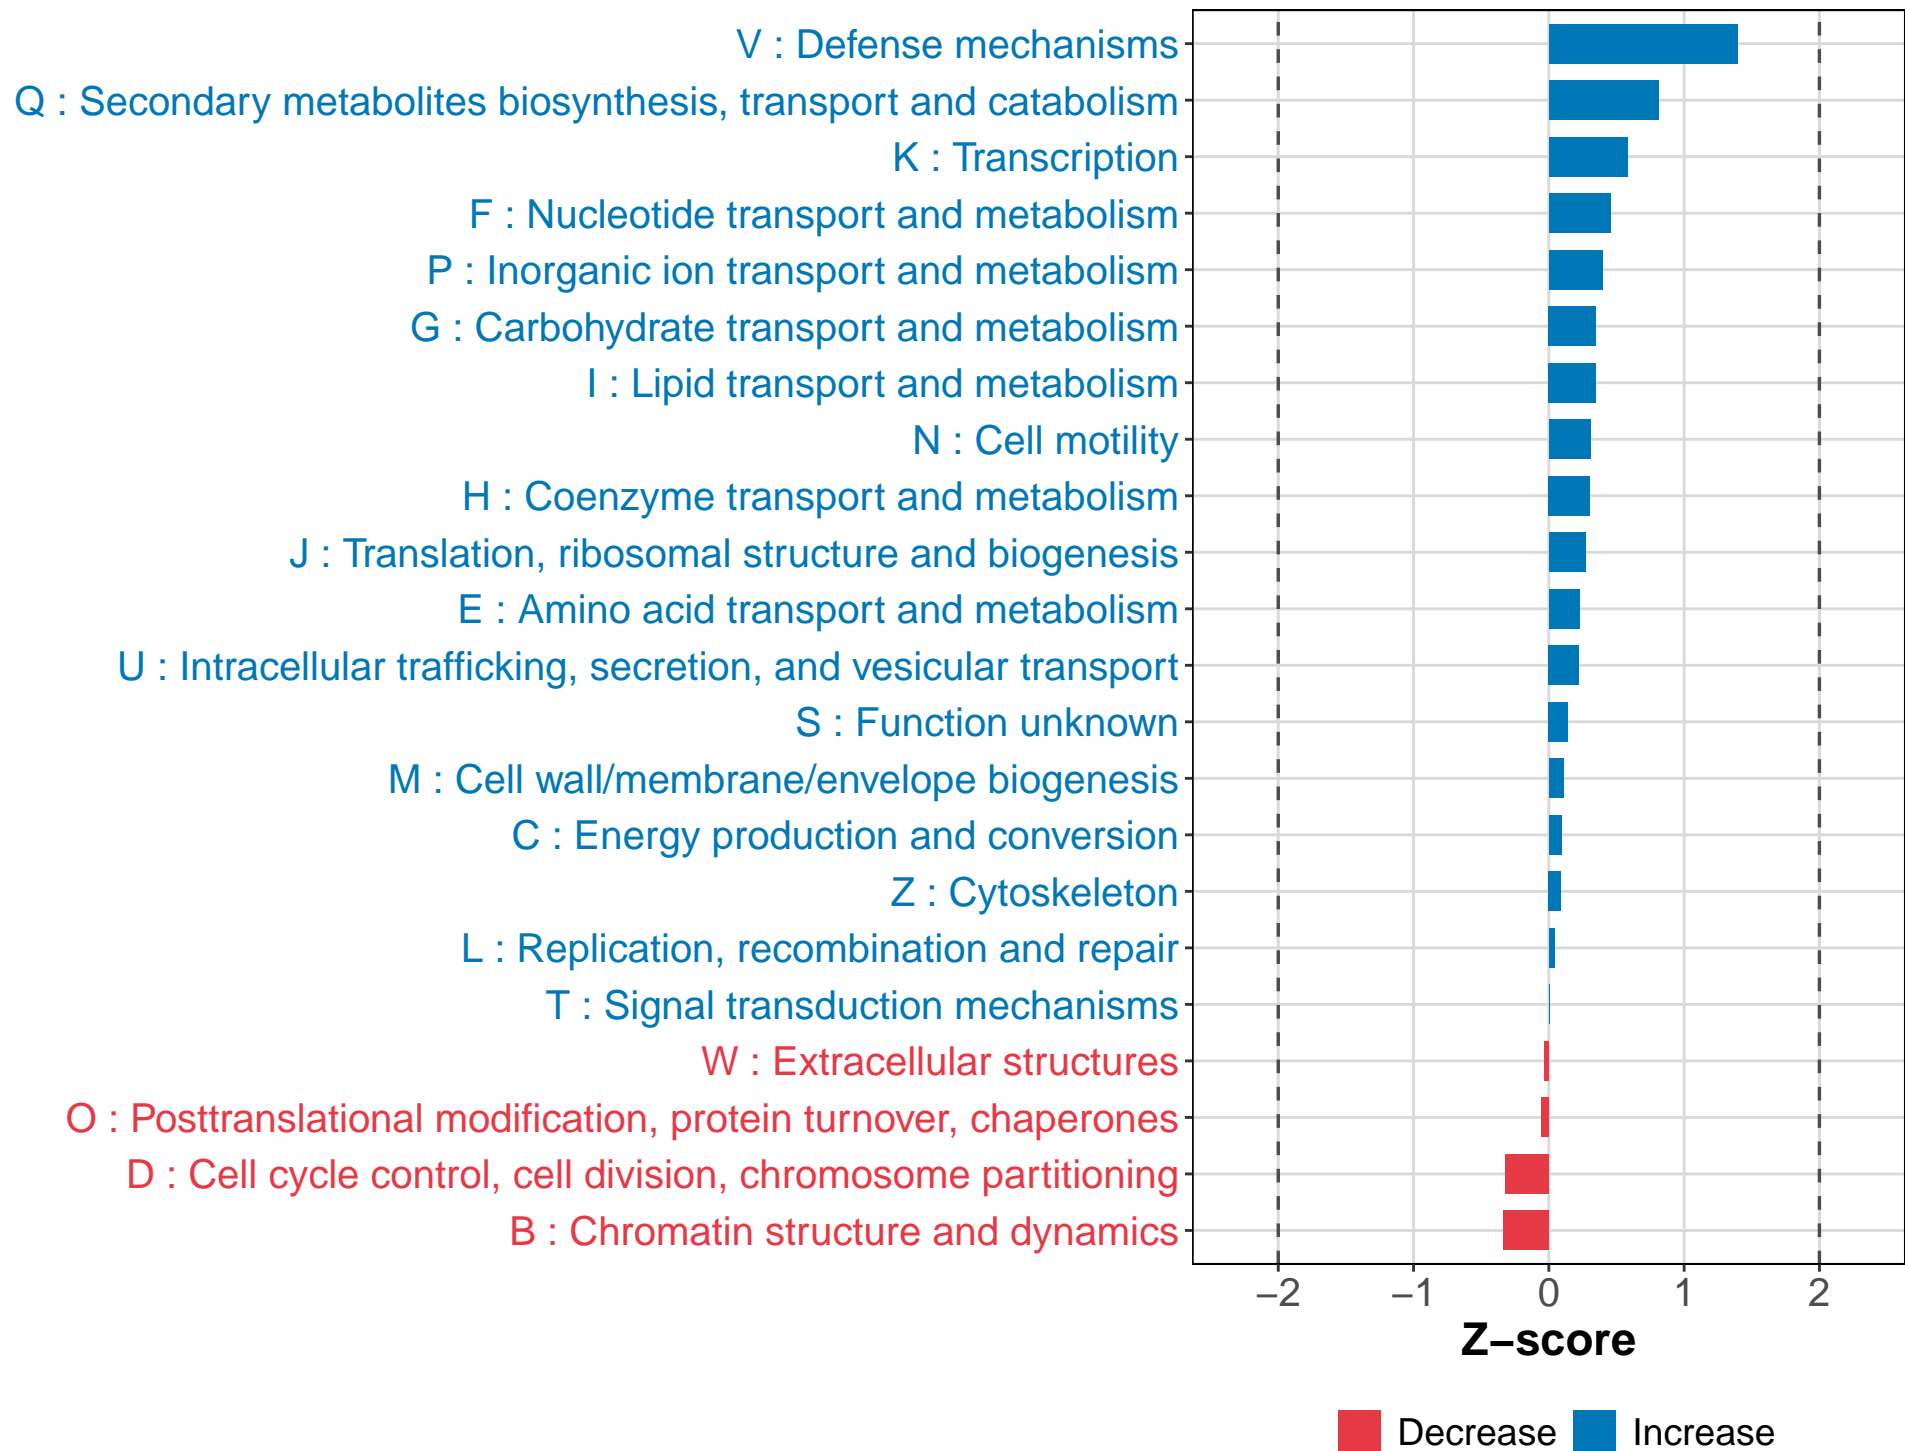 V : Defense mechanisms
Q : Secondary metabolites biosynthesis, transport and catabolism
K : Transcription
F : Nucleotide transport and metabolism
P : Inorganic ion transport and metabolism
G : Carbohydrate transport and metabolism
I : Lipid transport and metabolism
N : Cell motility
H : Coenzyme transport and metabolism
J : Translation, ribosomal structure and biogenesis
E : Amino acid transport and metabolism
U : Intracellular trafficking, secretion, and vesicular transport
S : Function unknown
M : Cell wall/membrane/envelope biogenesis
C : Energy production and conversion
Z : Cytoskeleton
L : Replication, recombination and repair
T : Signal transduction mechanisms
W : Extracellular structures
O : Posttranslational modification, protein turnover, chaperones
D : Cell cycle control, cell division, chromosome partitioning
B : Chromatin structure and dynamics
−2 −1 0 1 2
Z−score
Decrease Increase